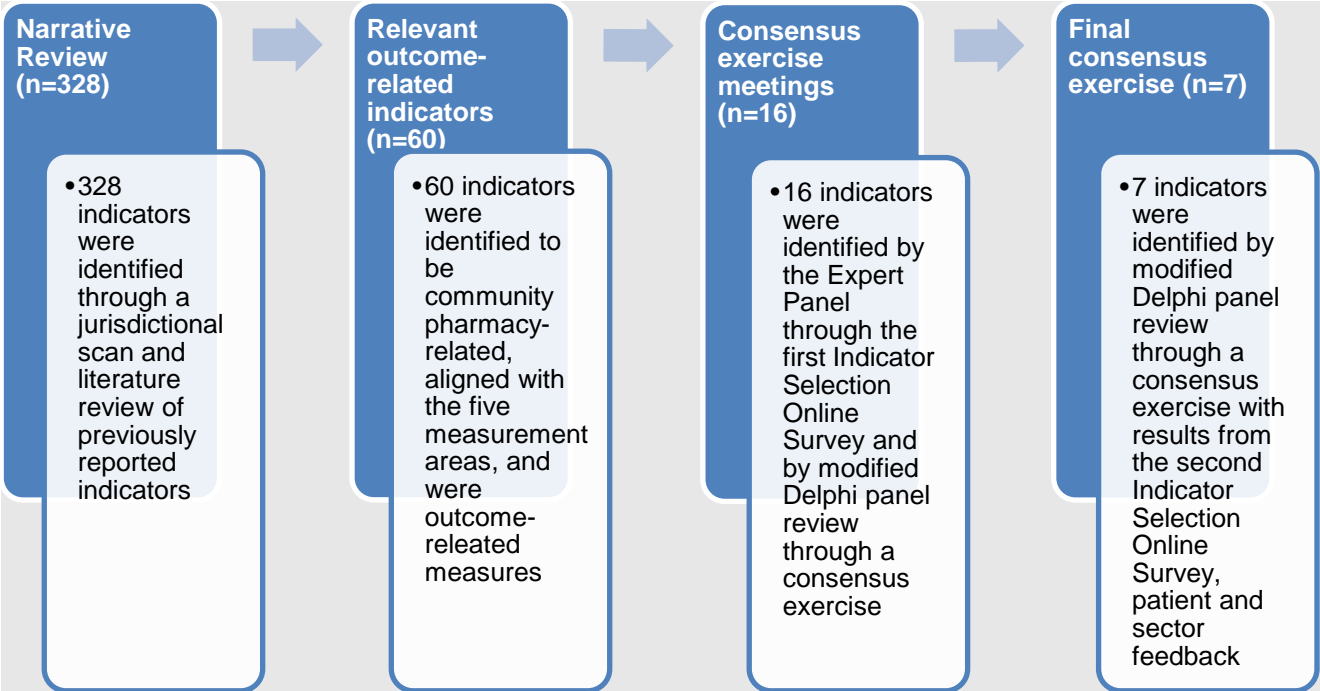 Narrative
Review
(n=328)
•328
indicators
were
identified
through a
jurisdictional
scan and
literature
review of
previously
reported
indicators
Relevant
outcome-
related
indicators
(n=60)
•60 indicators
were
identified to
be
community
pharmacy-
related,
aligned with
the five
measurement
areas, and
were
outcome-
releated
measures
Consensus
exercise
meetings
(n=16)
•16 indicators
were
identified by
the Expert
Panel
through the
first Indicator
Selection
Online
Survey and
by modified
Delphi panel
review
through a
consensus
exercise
Final
consensus
exercise (n=7)
•7 indicators
were
identified by
modified
Delphi panel
review
through a
consensus
exercise with
results from
the second
Indicator
Selection
Online
Survey,
patient and
sector
feedback